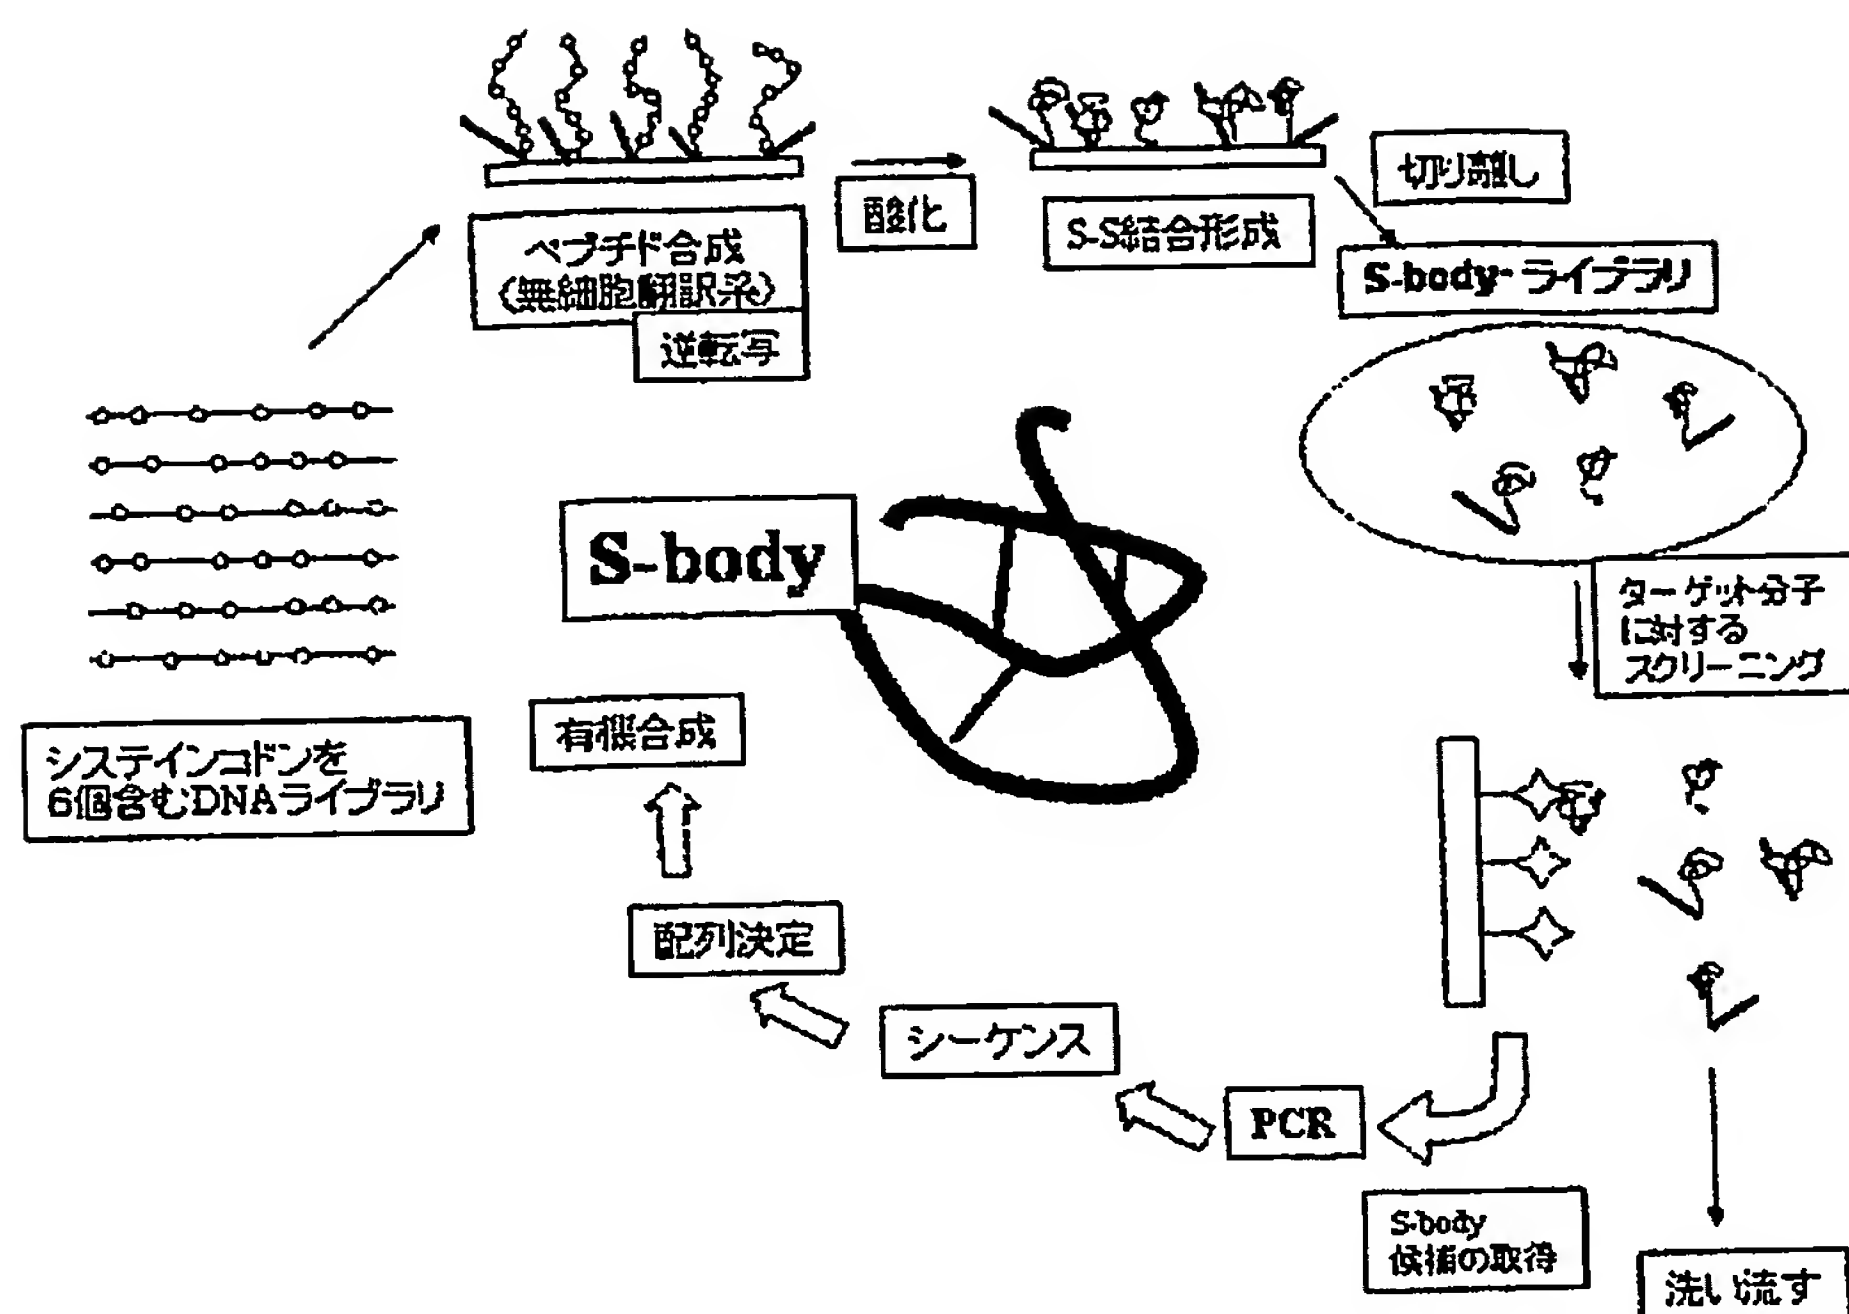 ペプチド合成
(無細胞翻訳系)
逆転写
酸化
S-S結合形成
切り離し
S-body-ライブラリ
ターゲット分子
に対する
スクリーニング
S-body
システインコドンを
6個含むDNAライブラリ
有機合成
配列決定
シーケンス
PCR
S-body
候補の取得
洗い流す